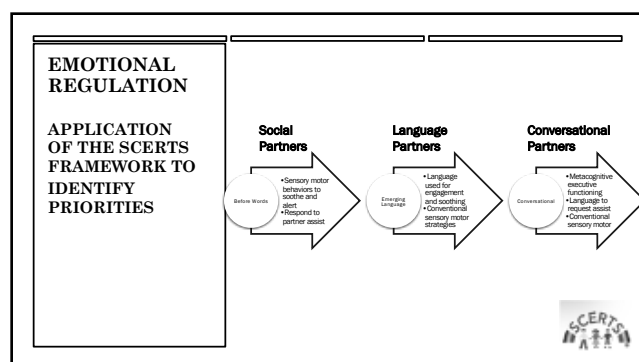 EMOTIONAL
REGULATION
APPLICATION
OF THE SCERTS
FRAMEWORK TO
IDENTIFY
PRIORITIES
Social
Partners
Before Words
•Sensory motor
behaviors to
soothe and
alert
•Respond to
partner assist
Language
Partners
Emerging
Language
•Language
used for
engagement
and soothing
•Conventional
sensory motor
strategies
Conversational
Partners
Conversational
•Metacognitive
executive
functioning
•Language to
request assist
•Conventional
sensory motor
SCERTS